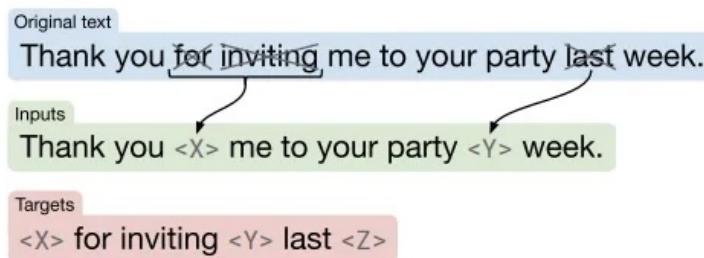 Original text
Thank you for inviting me to your party last week.
Inputs
Thank you <X> me to your party <Y> week.
Targets
<X> for inviting <Y> last <Z>